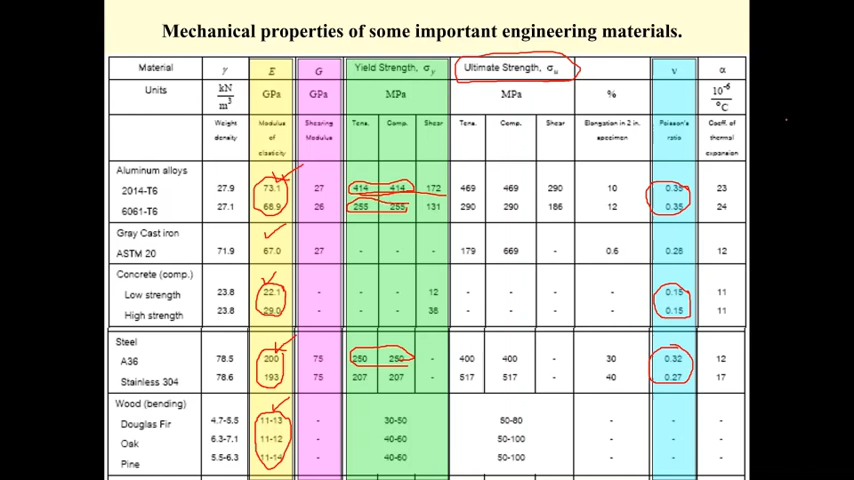 Mechanical properties of some important engineering materials.
Material γ E G Yield Strength, σy Ultimate Strength, σu ν α
Units kN/m³ GPa GPa MPa MPa % 10⁻⁶/°C
Weight density Modulus of elasticity Shearing Modulus Tens. Comp. Shear Tens. Comp. Shear Elongation in 2 in. specimen Poisson's ratio Coeff. of thermal expansion
Aluminum alloys
2014-T6 27.9 73.1 27 414 414 172 469 469 290 10 0.35 23
6061-T6 27.1 68.9 26 255 255 131 290 290 186 12 0.35 24
Gray Cast iron
ASTM 20 71.9 67.0 27 - - - 179 669 - 0.6 0.28 12
Concrete (comp.)
Low strength 23.8 22.1 - - - 12 - - - - 0.15 11
High strength 23.8 29.0 - - - 38 - - - - 0.15 11
Steel
A36 78.5 200 75 250 250 - 400 400 - 30 0.32 12
Stainless 304 78.6 193 75 207 207 - 517 517 - 40 0.27 17
Wood (bending)
Douglas Fir 4.7-5.5 11-13 - 30-50 50-80 - - - -
Oak 6.3-7.1 11-12 - 40-60 50-100 - - - -
Pine 5.5-6.3 11-14 - 40-60 50-100 - - - -